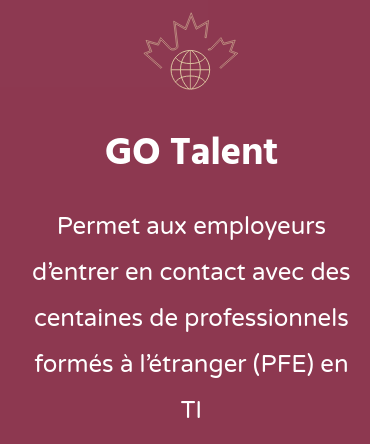 GO Talent
Permet aux employeurs
d’entrer en contact avec des
centaines de professionnels
formés à l’étranger (PFE) en
TI